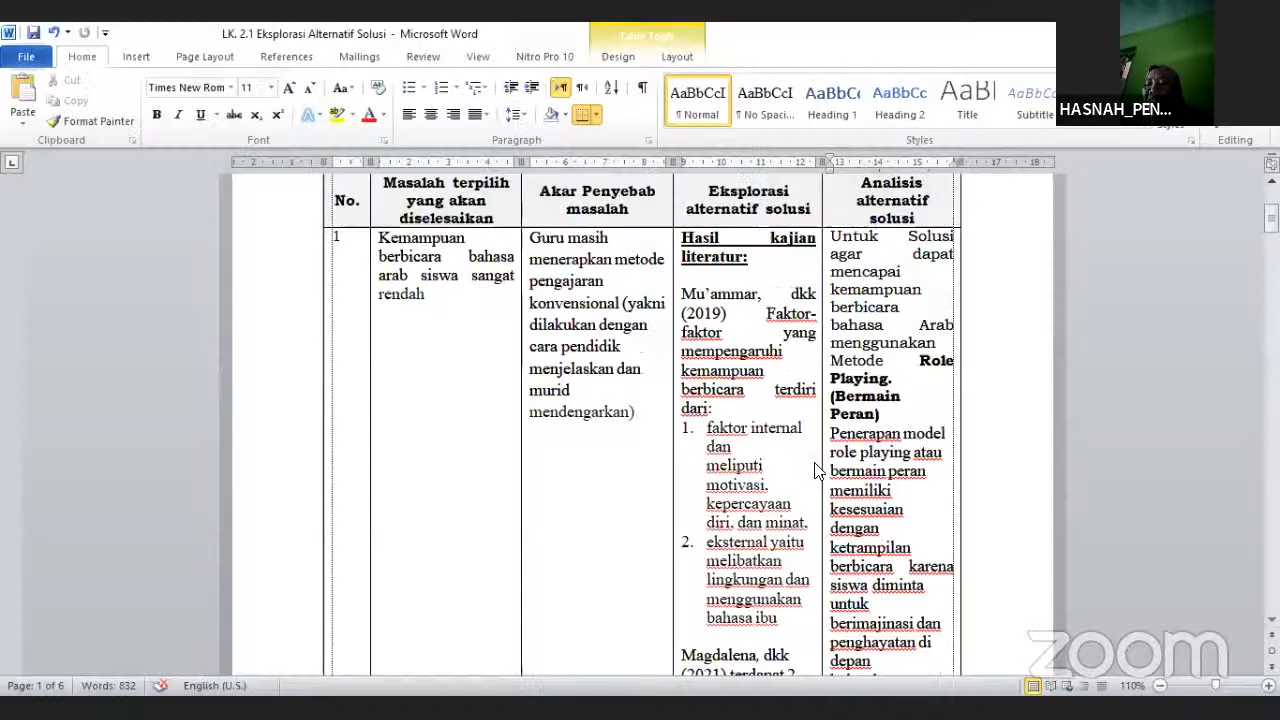 LK. 2.1 Eksplorasi Alternatif Solusi - Microsoft Word
Table Tools
File Home Insert Page Layout References Mailings Review View Nitro Pro 10 Design Layout
HASNAH_PEN...
Paste
Cut
Copy
Format Painter
Clipboard
Times New Rom 11
Font
Paragraph
AaBbCcI
¶ Normal
AaBbCcI
¶ No Spaci...
AaBbCc
Heading 1
AaBbCc
Heading 2
AaBl
Title
AaBbCcI
Subtitle
Styles
Editing
No.
Masalah terpilih
yang akan
diselesaikan
Akar Penyebab
masalah
Eksplorasi
alternatif solusi
Analisis
alternatif
solusi
1
Kemampuan
berbicara bahasa
arab siswa sangat
rendah
Guru masih
menerapkan metode
pengajaran
konvensional (yakni
dilakukan dengan
cara pendidik
menjelaskan dan
murid
mendengarkan)
Hasil kajian
literatur:
Mu’ammar, dkk
(2019) Faktor-
faktor yang
mempengaruhi
kemampuan
berbicara terdiri
dari:
1. faktor internal
dan
meliputi
motivasi,
kepercayaan
diri, dan minat,
2. eksternal yaitu
melibatkan
lingkungan dan
menggunakan
bahasa ibu
Magdalena, dkk
(2021) terdapat 2
Untuk Solusi
agar dapat
mencapai
kemampuan
berbicara
bahasa Arab
menggunakan
Metode Role
Playing.
(Bermain
Peran)
Penerapan model
role playing atau
bermain peran
memiliki
kesesuaian
dengan
ketrampilan
berbicara karena
siswa diminta
untuk
berimajinasi dan
penghayatan di
depan
zoom
Page: 1 of 6 Words: 832 English (U.S.) 110%